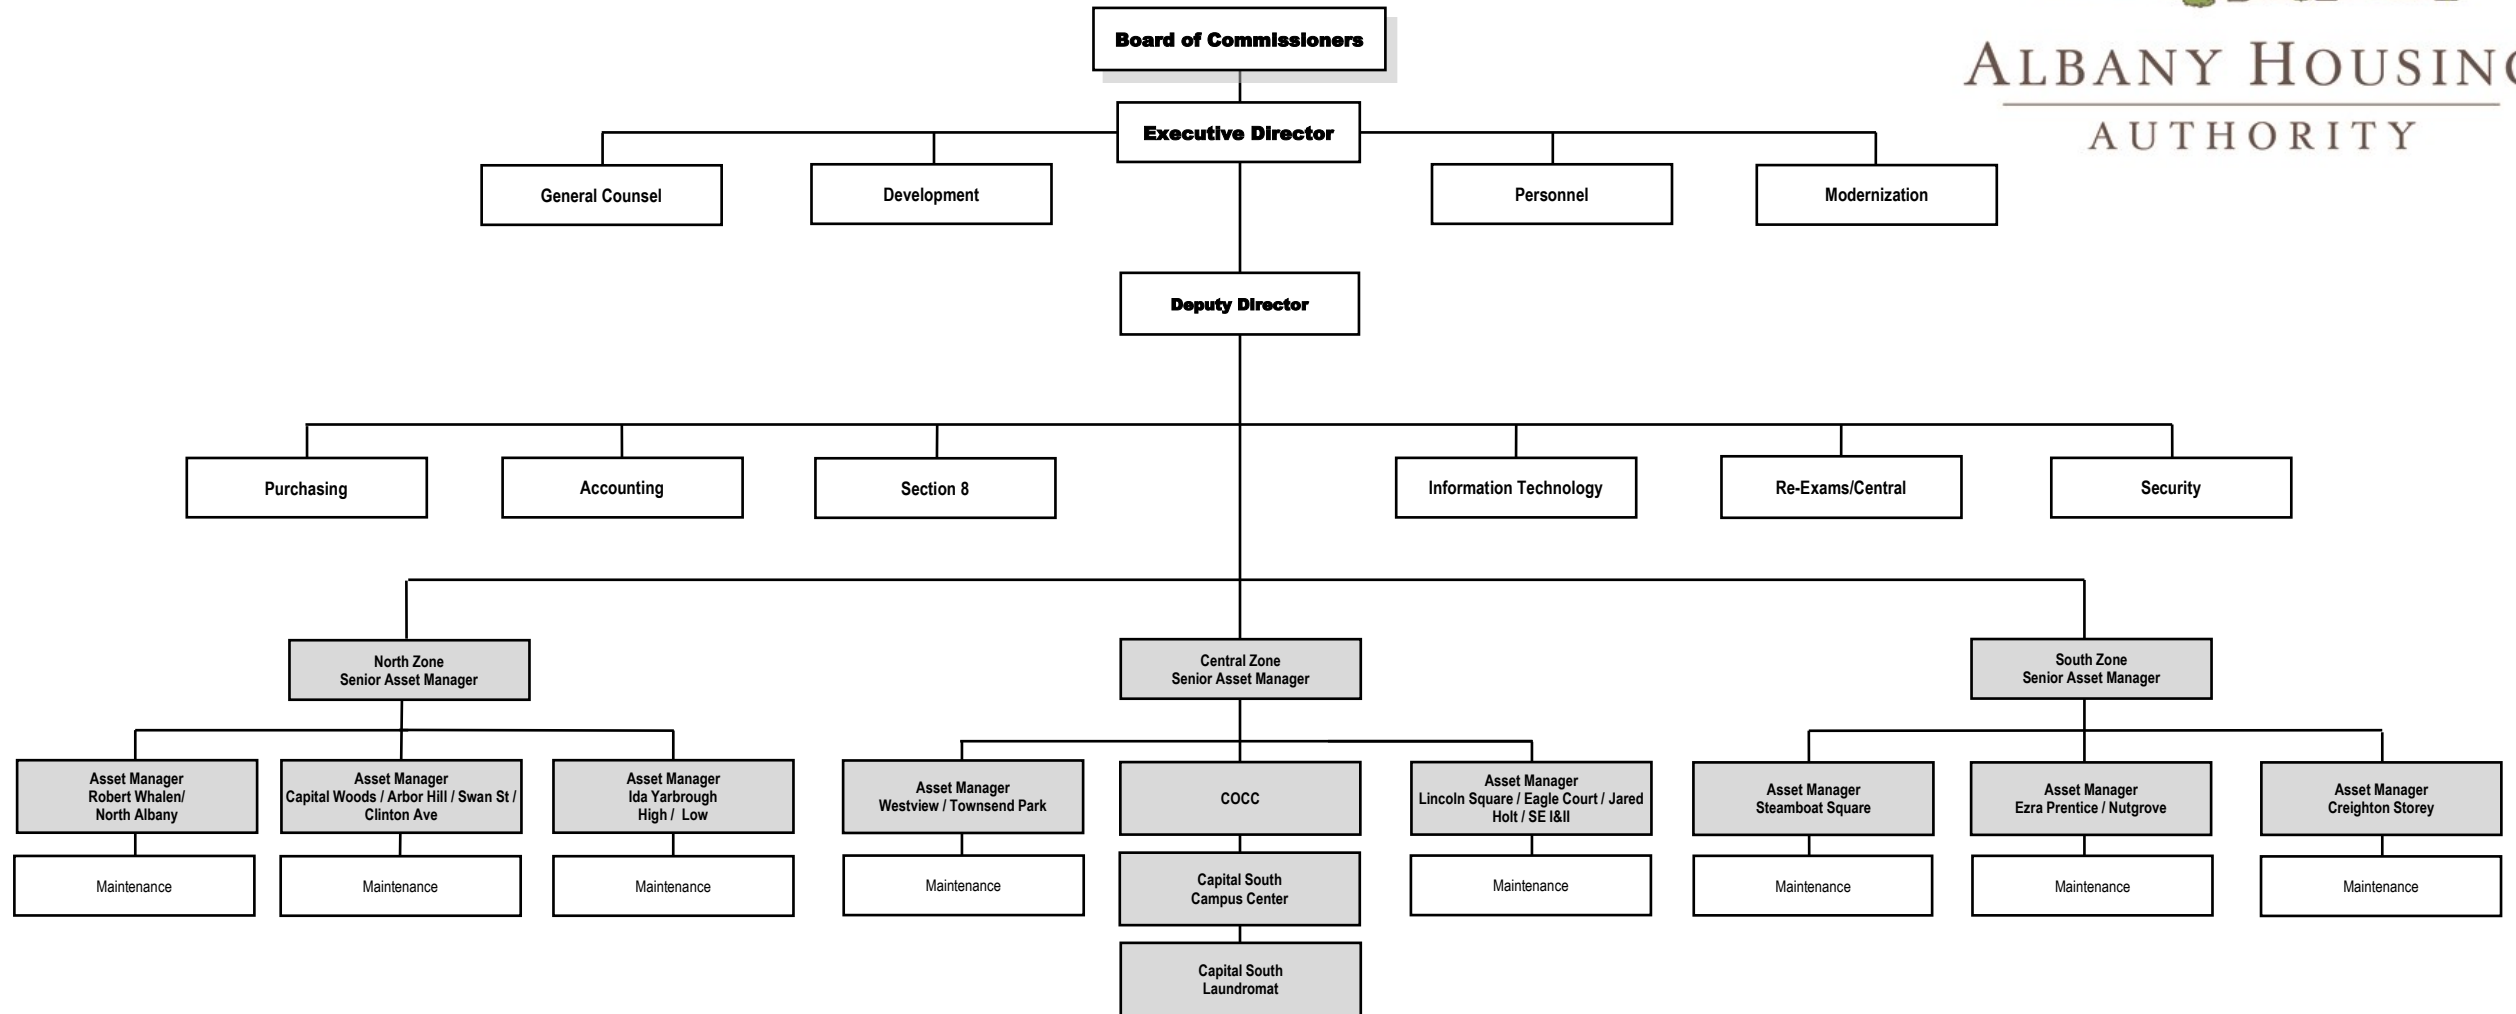 Board of Commissioners
ALBANY HOUSING
AUTHORITY
Executive Director
General Counsel
Development
Personnel
Modernization
Deputy Director
Purchasing
Accounting
Section 8
Information Technology
Re-Exams/Central
Security
North Zone
Senior Asset Manager
Central Zone
Senior Asset Manager
South Zone
Senior Asset Manager
Asset Manager
Robert Whalen/
North Albany
Asset Manager
Capital Woods / Arbor Hill / Swan St /
Clinton Ave
Asset Manager
Ida Yarbrough
High / Low
Asset Manager
Westview / Townsend Park
COCC
Asset Manager
Lincoln Square / Eagle Court / Jared
Holt / SE I&II
Asset Manager
Steamboat Square
Asset Manager
Ezra Prentice / Nutgrove
Asset Manager
Creighton Storey
Maintenance
Maintenance
Maintenance
Maintenance
Capital South
Campus Center
Maintenance
Maintenance
Maintenance
Maintenance
Capital South
Laundromat